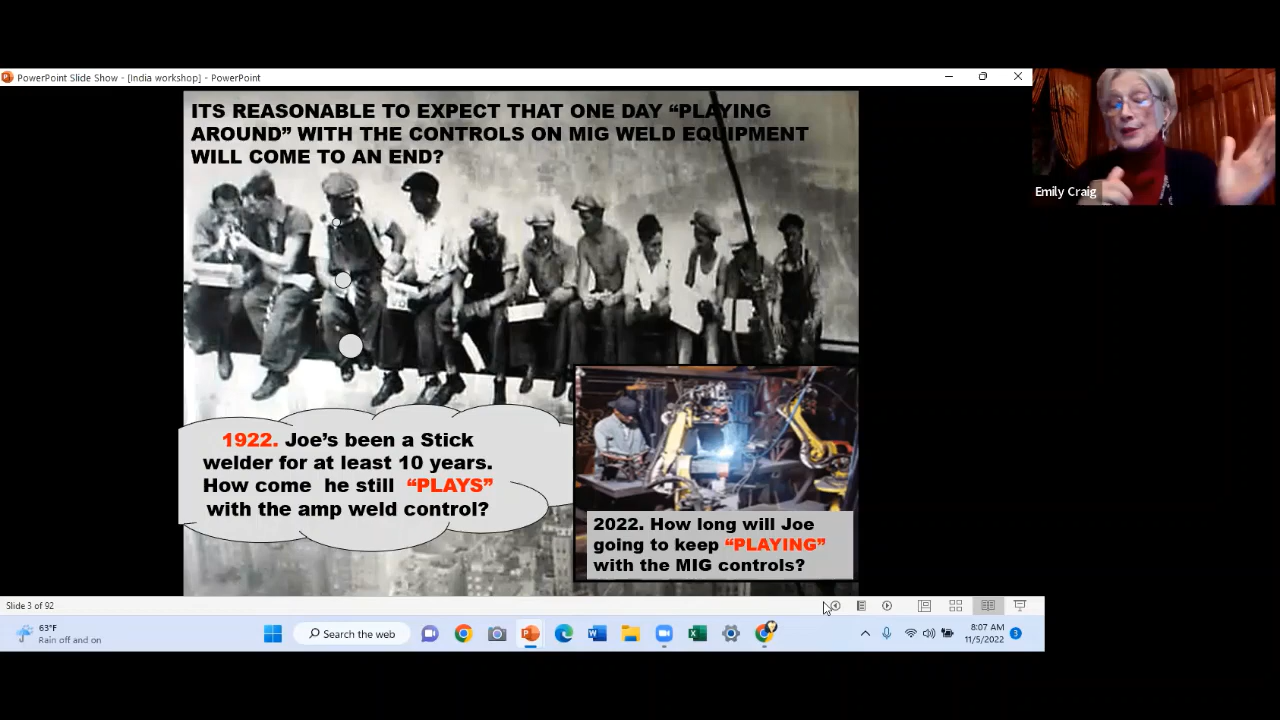 PowerPoint Slide Show - [India workshop] - PowerPoint
ITS REASONABLE TO EXPECT THAT ONE DAY “PLAYING
AROUND” WITH THE CONTROLS ON MIG WELD EQUIPMENT
WILL COME TO AN END?
Emily Craig
1922. Joe’s been a Stick
welder for at least 10 years.
How come he still “PLAYS”
with the amp weld control?
2022. How long will Joe
going to keep “PLAYING”
with the MIG controls?
Slide 3 of 92
63°F
Rain off and on
Search the web
8:07 AM
11/5/2022
3